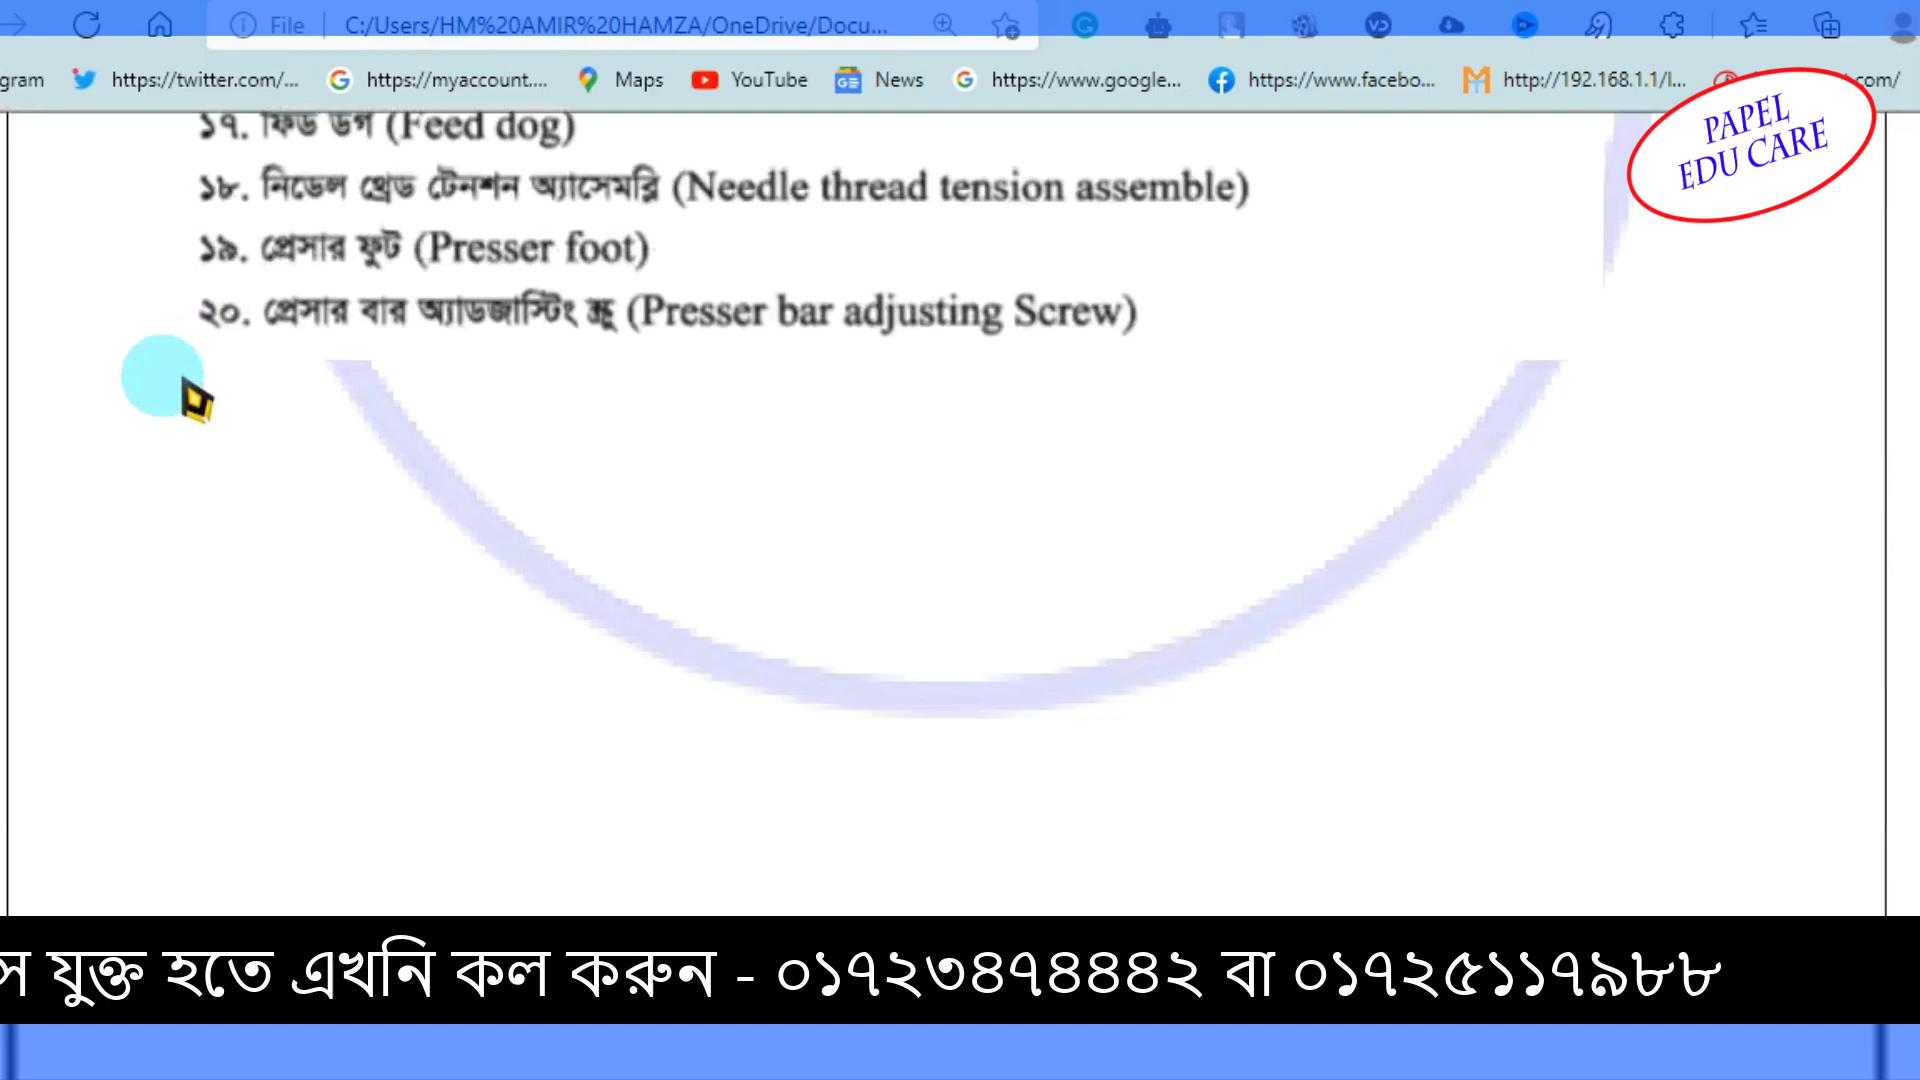 File C:/Users/HM%20AMIR%20HAMZA/OneDrive/Docu...
gram https://twitter.com/... https://myaccount.... Maps YouTube News https://www.google... https://www.facebo... http://192.168.1.1/l... .com/
PAPEL
EDU CARE
১৭. ফিড ডগ (Feed dog)
১৮. নিডেল থ্রেড টেনশন অ্যাসেমব্লি (Needle thread tension assemble)
১৯. প্রেসার ফুট (Presser foot)
২০. প্রেসার বার অ্যাডজাস্টিং স্ক্রু (Presser bar adjusting Screw)
স যুক্ত হতে এখনি কল করুন - ০১৭২৩৪৭৪৪৪২ বা ০১৭২৫১১৭৯৮৮